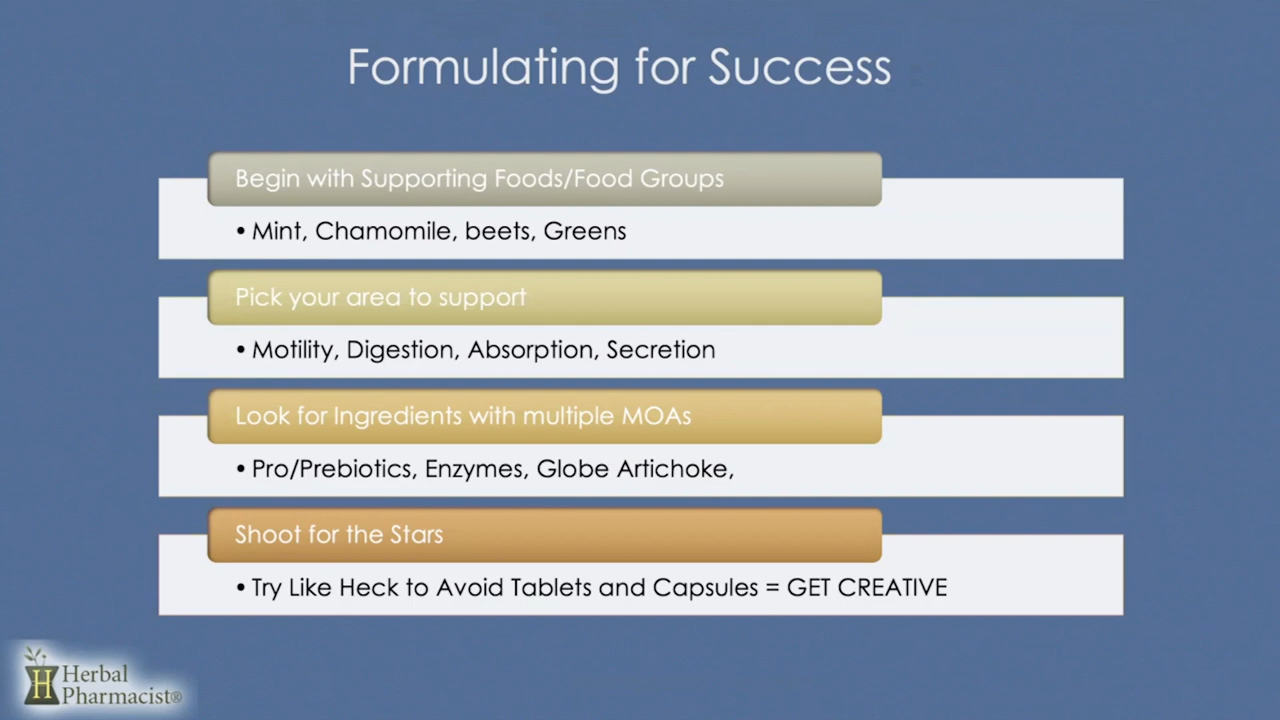 Formulating for Success
Begin with Supporting Foods/Food Groups
• Mint, Chamomile, beets, Greens
Pick your area to support
• Motility, Digestion, Absorption, Secretion
Look for Ingredients with multiple MOAs
• Pro/Prebiotics, Enzymes, Globe Artichoke,
Shoot for the Stars
• Try Like Heck to Avoid Tablets and Capsules = GET CREATIVE
H
Herbal
Pharmacist®